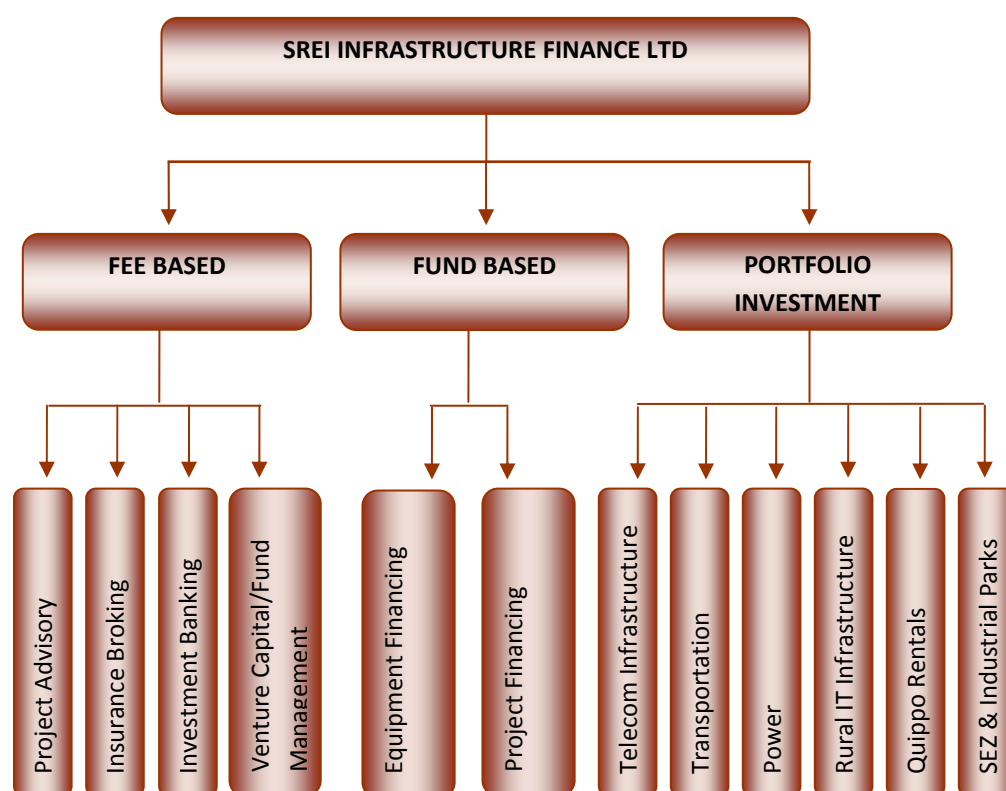 SREI INFRASTRUCTURE FINANCE LTD
FEE BASED
FUND BASED
PORTFOLIO
INVESTMENT
Project Advisory
Insurance Broking
Investment Banking
Venture Capital/Fund
Management
Equipment Financing
Project Financing
Telecom Infrastructure
Transportation
Power
Rural IT Infrastructure
Quippo Rentals
SEZ & Industrial Parks